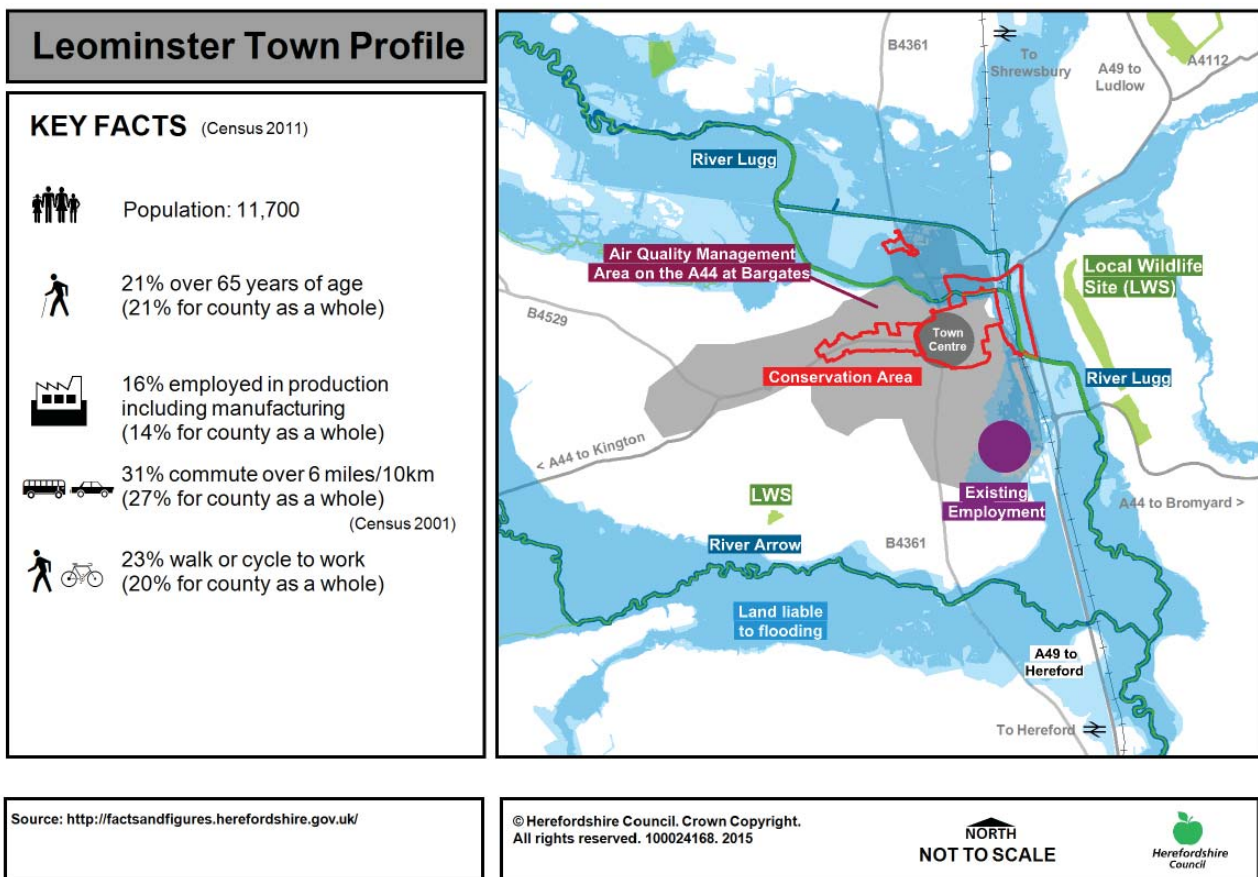 Leominster Town Profile
KEY FACTS (Census 2011)
Population: 11,700
21% over 65 years of age
(21% for county as a whole)
16% employed in production
including manufacturing
(14% for county as a whole)
31% commute over 6 miles/10km
(27% for county as a whole)
(Census 2001)
23% walk or cycle to work
(20% for county as a whole)
B4361
To
Shrewsbury
A49 to
Ludlow
A4112
River Lugg
Air Quality Management
Area on the A44 at Bargates
Local Wildlife
Site (LWS)
B4529
Town
Centre
Conservation Area
River Lugg
< A44 to Kington
LWS
Existing
Employment
A44 to Bromyard >
River Arrow
B4361
Land liable
to flooding
A49 to
Hereford
To Hereford
Source: http://factsandfigures.herefordshire.gov.uk/
© Herefordshire Council. Crown Copyright.
All rights reserved. 100024168. 2015
NORTH
NOT TO SCALE
Herefordshire
Council